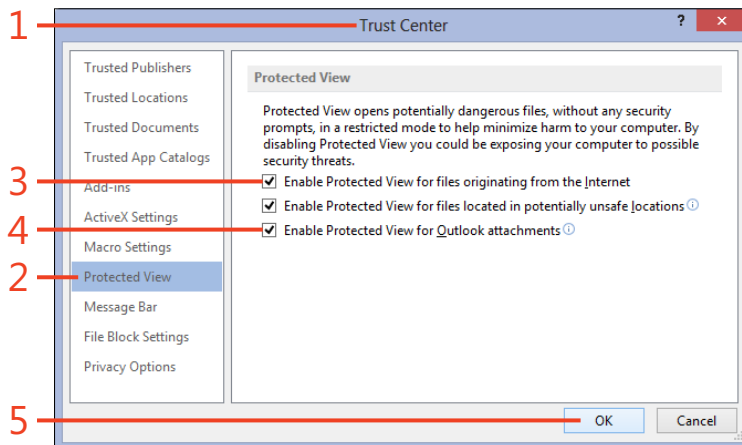 1
Trust Center
?
Trusted Publishers
Trusted Locations
Trusted Documents
Trusted App Catalogs
3
Add-ins
ActiveX Settings
4
Macro Settings
2
Protected View
Message Bar
File Block Settings
Privacy Options
Protected View
Protected View opens potentially dangerous files, without any security
prompts, in a restricted mode to help minimize harm to your computer. By
disabling Protected View you could be exposing your computer to possible
security threats.
Enable Protected View for files originating from the Internet
Enable Protected View for files located in potentially unsafe locations
Enable Protected View for Outlook attachments
5
OK
Cancel